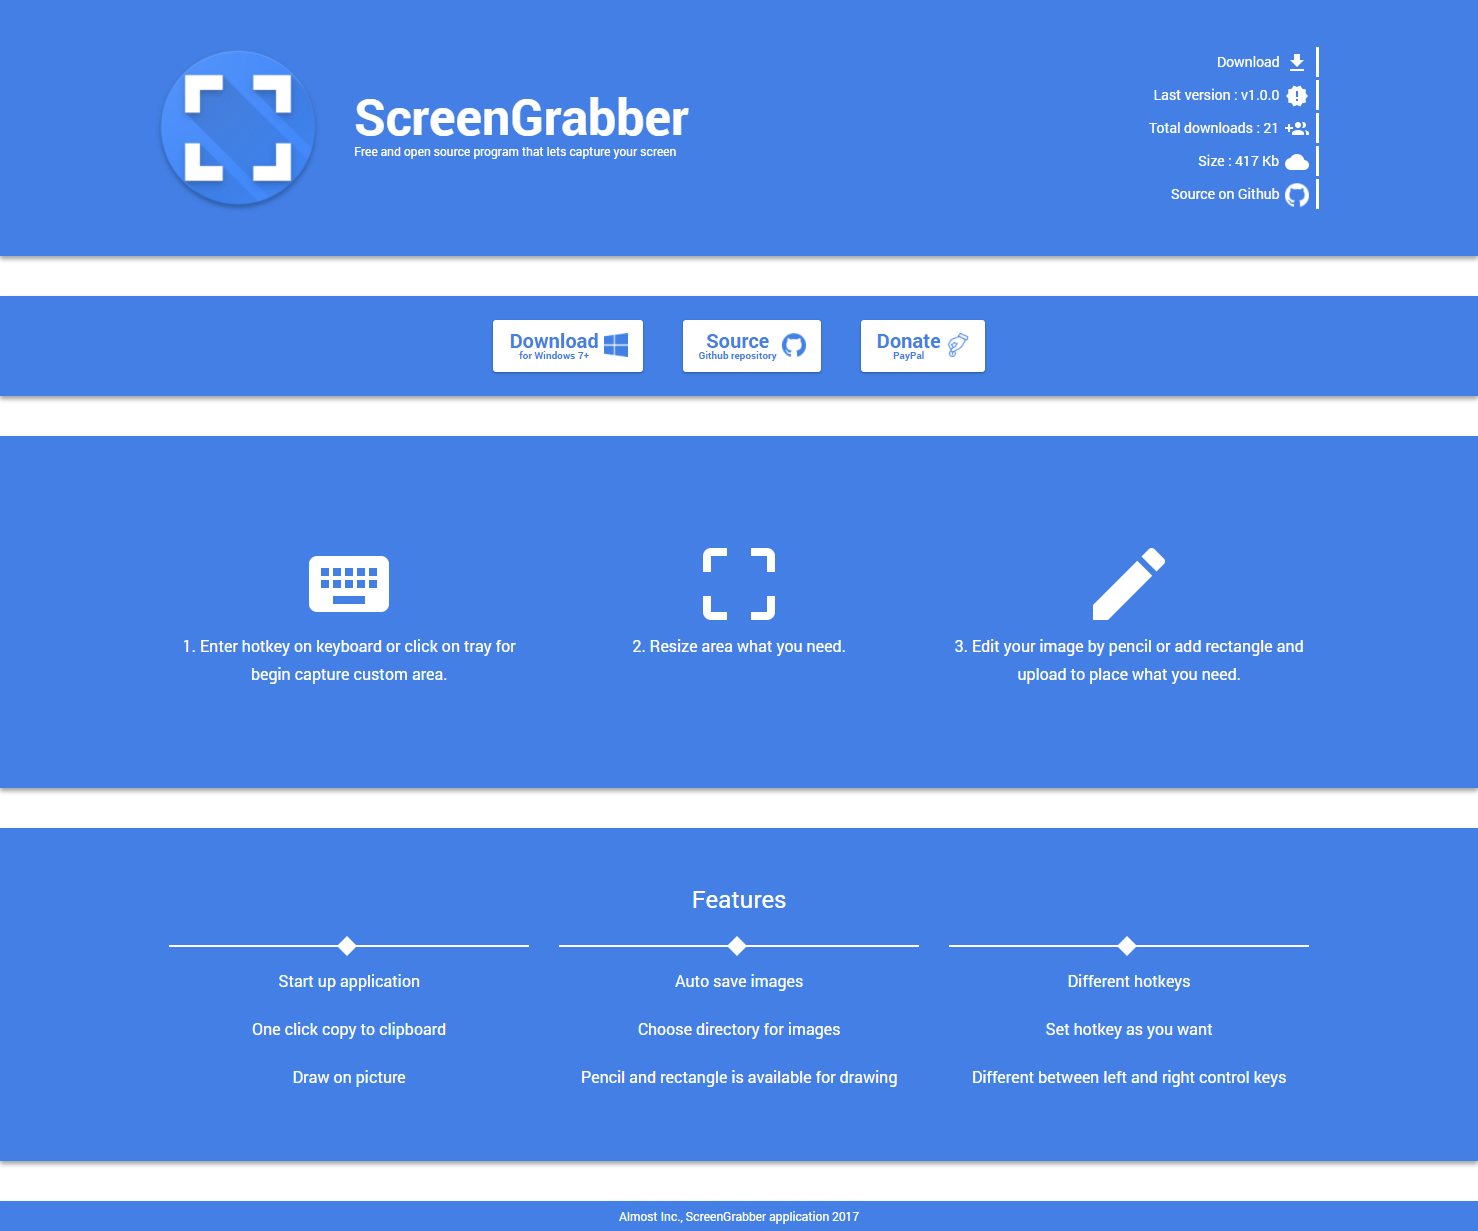 ScreenGrabber
Free and open source program that lets capture your screen
Download
Last version : v1.0.0
Total downloads : 21
Size : 417 Kb
Source on Github
Download
for Windows 7+
Source
Github repository
Donate
PayPal
1. Enter hotkey on keyboard or click on tray for
begin capture custom area.
2. Resize area what you need.
3. Edit your image by pencil or add rectangle and
upload to place what you need.
Features
Start up application
One click copy to clipboard
Draw on picture
Auto save images
Choose directory for images
Pencil and rectangle is available for drawing
Different hotkeys
Set hotkey as you want
Different between left and right control keys
Almost Inc., ScreenGrabber application 2017